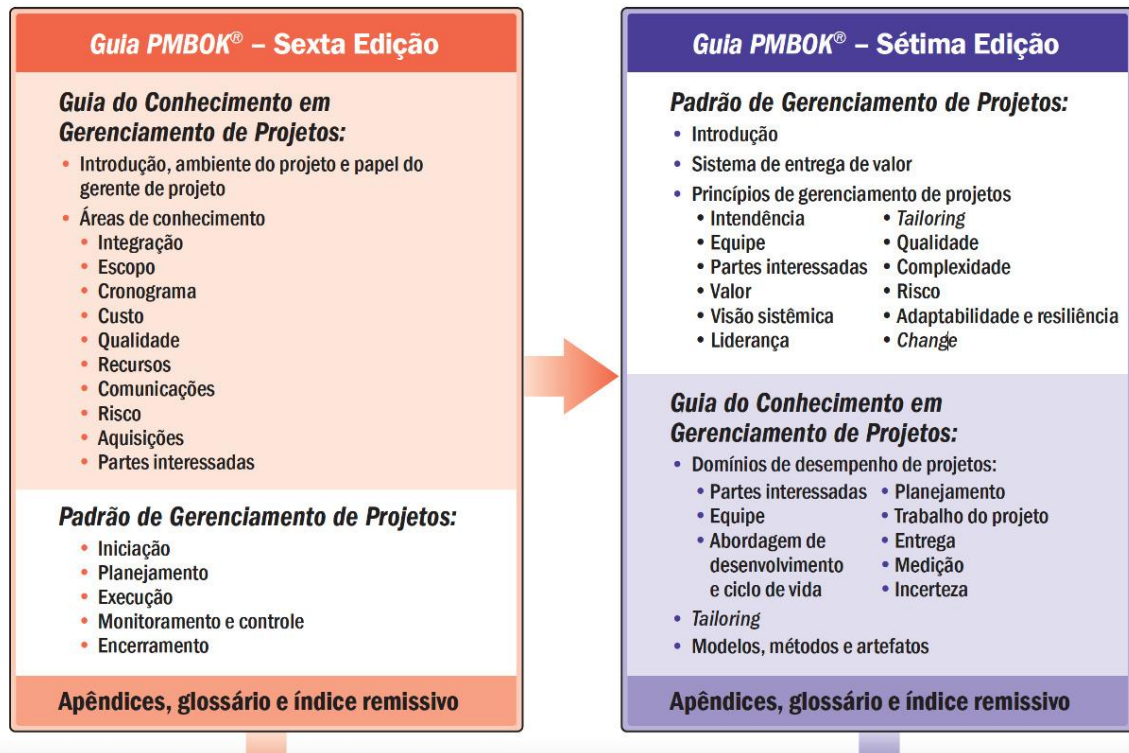 Guia PMBOK® – Sexta Edição
Guia do Conhecimento em
Gerenciamento de Projetos:
• Introdução, ambiente do projeto e papel do
gerente de projeto
• Áreas de conhecimento
• Integração
• Escopo
• Cronograma
• Custo
• Qualidade
• Recursos
• Comunicações
• Risco
• Aquisições
• Partes interessadas
Padrão de Gerenciamento de Projetos:
• Iniciação
• Planejamento
• Execução
• Monitoramento e controle
• Encerramento
Apêndices, glossário e índice remissivo
Guia PMBOK® – Sétima Edição
Padrão de Gerenciamento de Projetos:
• Introdução
• Sistema de entrega de valor
• Princípios de gerenciamento de projetos
• Intendência
• Equipe
• Partes interessadas
• Valor
• Visão sistêmica
• Liderança
• Tailoring
• Qualidade
• Complexidade
• Risco
• Adaptabilidade e resiliência
• Change
Guia do Conhecimento em
Gerenciamento de Projetos:
• Domínios de desempenho de projetos:
• Partes interessadas
• Equipe
• Abordagem de
desenvolvimento
e ciclo de vida
• Planejamento
• Trabalho do projeto
• Entrega
• Medição
• Incerteza
• Tailoring
• Modelos, métodos e artefatos
Apêndices, glossário e índice remissivo